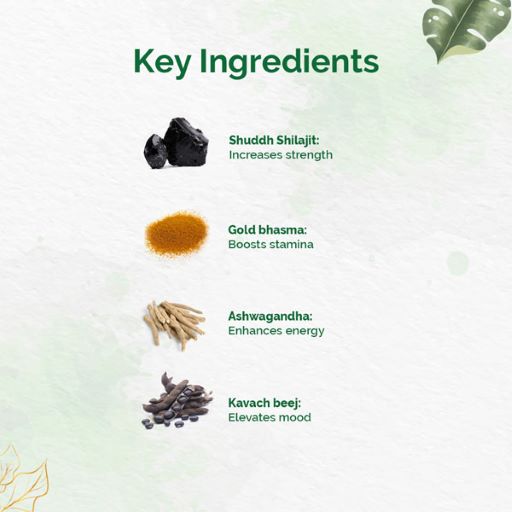 Key Ingredients
Shuddh Shilajit:
Increases strength
Gold bhasma:
Boosts stamina
Ashwagandha:
Enhances energy
Kavach beej:
Elevates mood